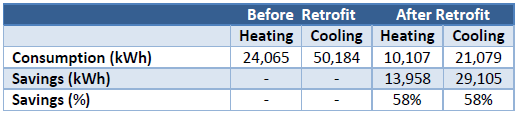 Before Retrofit After Retrofit
Heating Cooling Heating Cooling
Consumption (kWh) 24,065 50,184 10,107 21,079
Savings (kWh) - - 13,958 29,105
Savings (%) - - 58% 58%